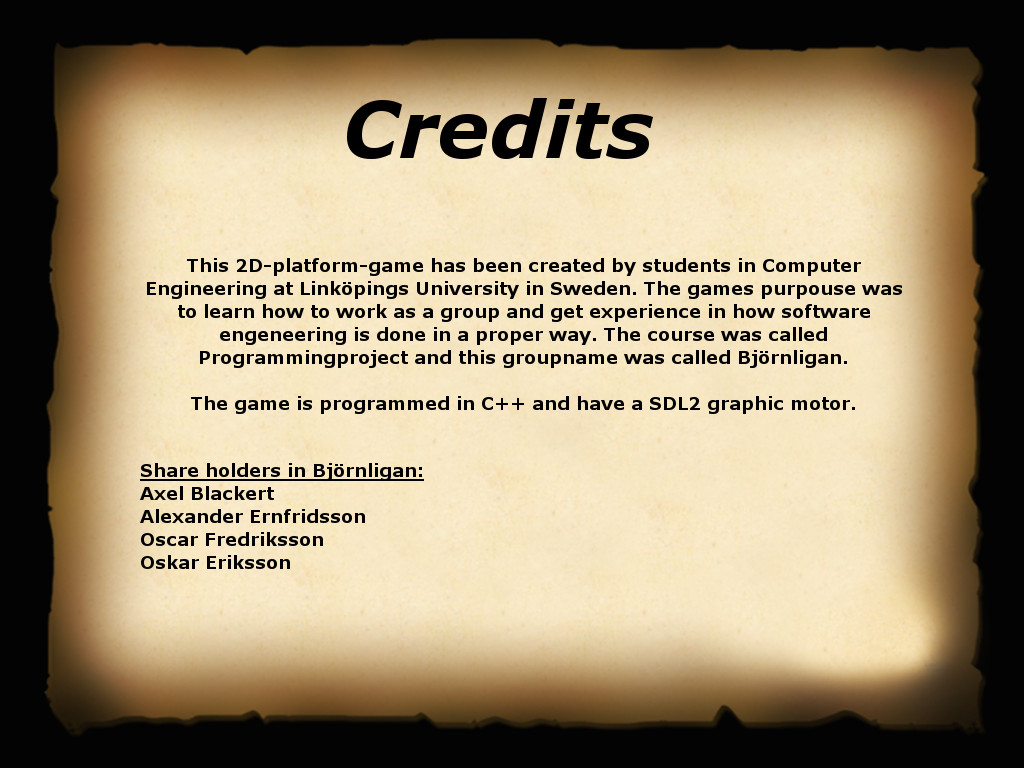 Credits
This 2D-platform-game has been created by students in Computer
Engineering at Linköpings University in Sweden. The games purpouse was
to learn how to work as a group and get experience in how software
engeneering is done in a proper way. The course was called
Programmingproject and this groupname was called Björnligan.
The game is programmed in C++ and have a SDL2 graphic motor.
Share holders in Björnligan:
Axel Blackert
Alexander Ernfridsson
Oscar Fredriksson
Oskar Eriksson